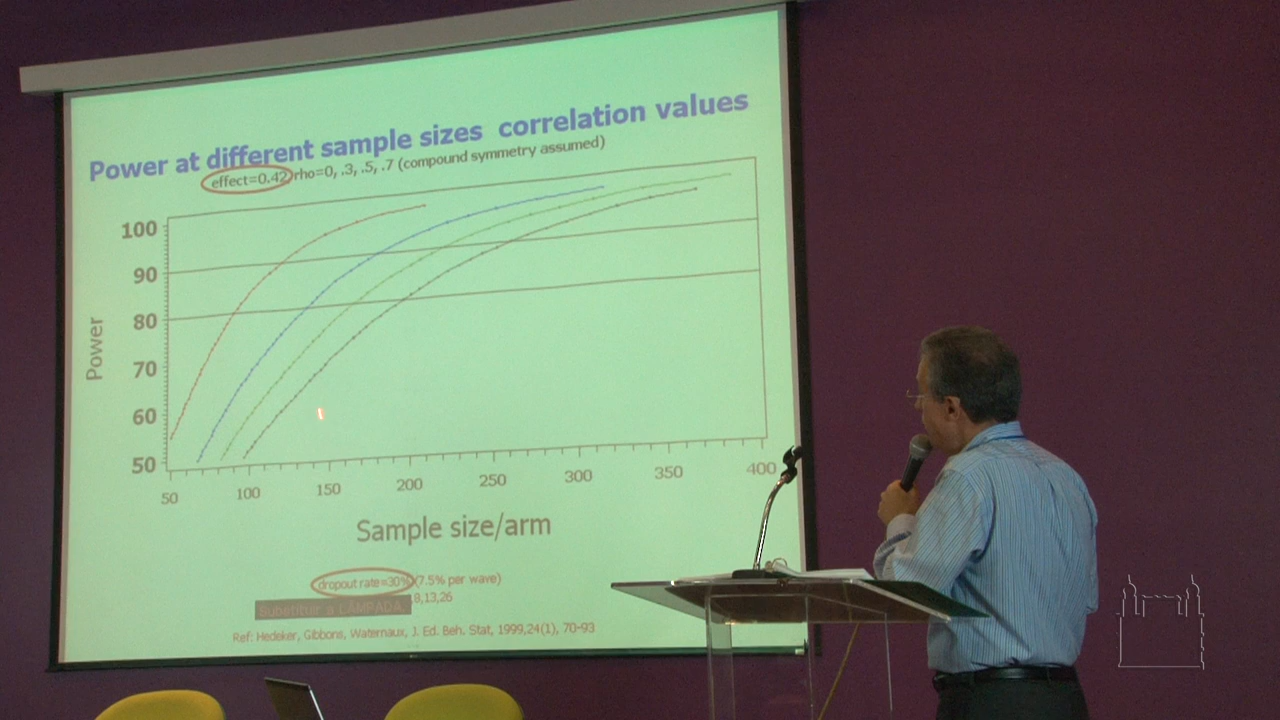 Power at different sample sizes correlation values
effect=0.42 rho=0, .3, .5, .7 (compound symmetry assumed)
100
90
80
70
60
50
Power
50 100 150 200 250 300 350 400
Sample size/arm
dropout rate=30% (7.5% per wave)
Substituir a LÂMPADA. 8,13,26
Ref: Hedeker, Gibbons, Waternaux, J. Ed. Beh. Stat, 1999,24(1), 70-93